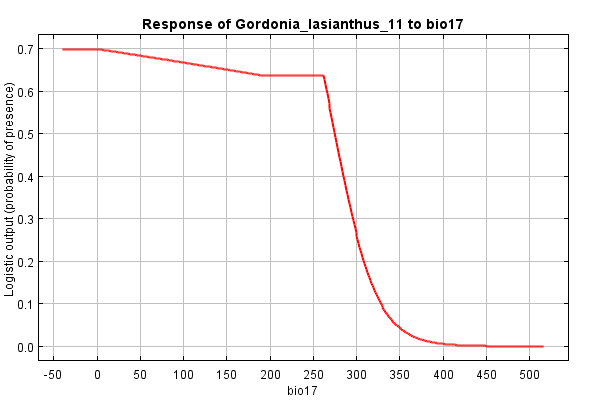 Response of Gordonia_lasianthus_11 to bio17
Logistic output (probability of presence)
0.7
0.6
0.5
0.4
0.3
0.2
0.1
0.0
-50 0 50 100 150 200 250 300 350 400 450 500
bio17